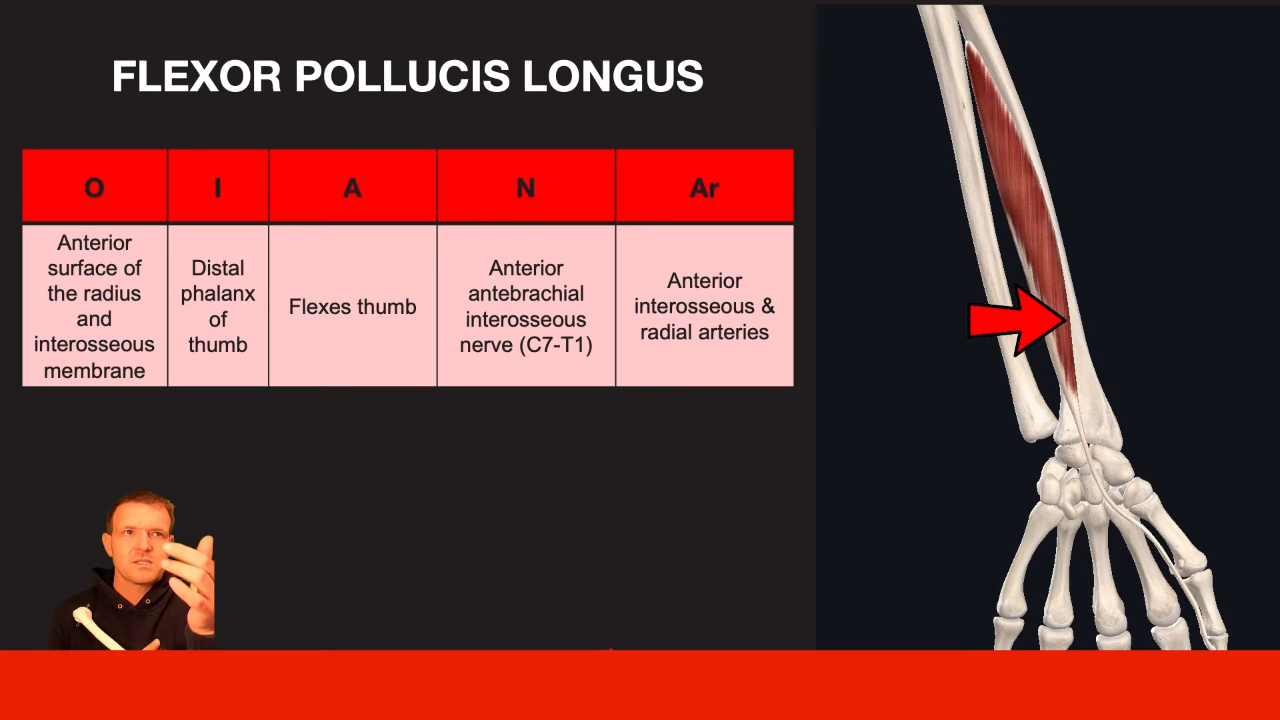 FLEXOR POLLUCIS LONGUS
O
I
A
N
Ar
Anterior
surface of
the radius
and
interosseous
membrane
Distal
phalanx
of
thumb
Flexes thumb
Anterior
antebrachial
interosseous
nerve (C7-T1)
Anterior
interosseous &
radial arteries